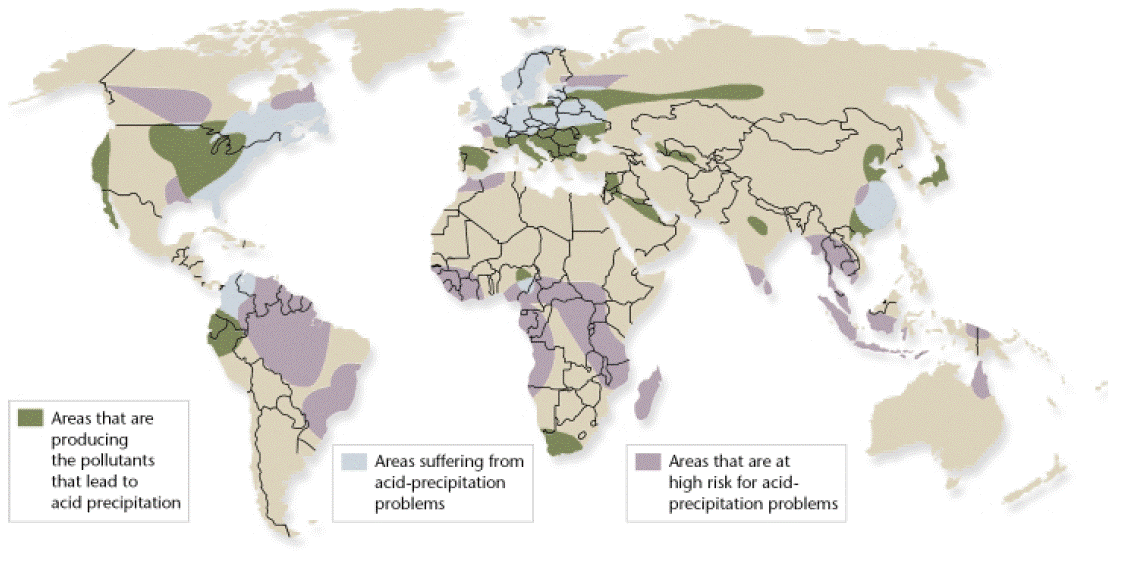 Areas that are
producing
the pollutants
that lead to
acid precipitation
Areas suffering from
acid-precipitation
problems
Areas that are at
high risk for acid-
precipitation problems